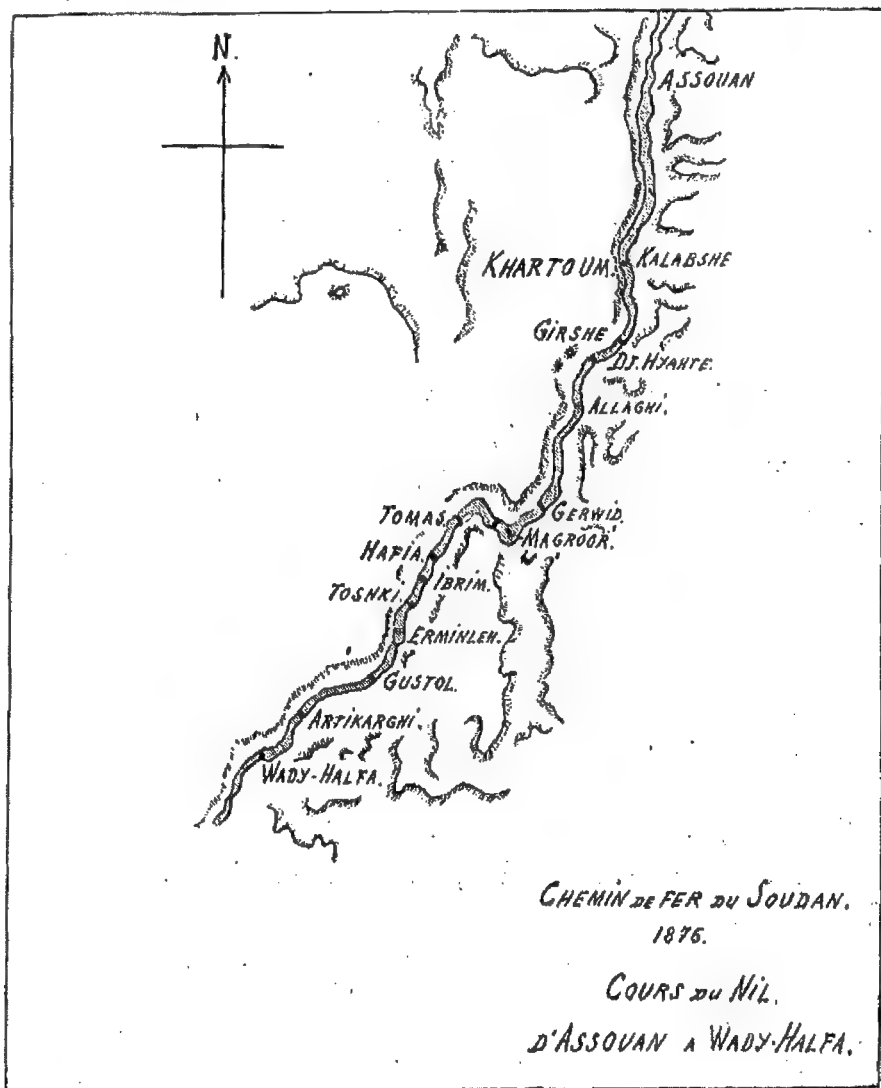 N.
ASSOUAN
KHARTOUM.
KALABSHE
GIRSHE
DJ. HYAHTE.
ALLAGHI.
GERWID.
TOMAS.
MAGROOR.
HAFIA.
IBRIM.
TOSHKI.
ERMINLEH.
GUSTOL.
ARTIKARGHI.
WADY-HALFA.
CHEMIN DE FER DU SOUDAN.
1876.
COURS DU NIL.
D'ASSOUAN A WADY-HALFA.